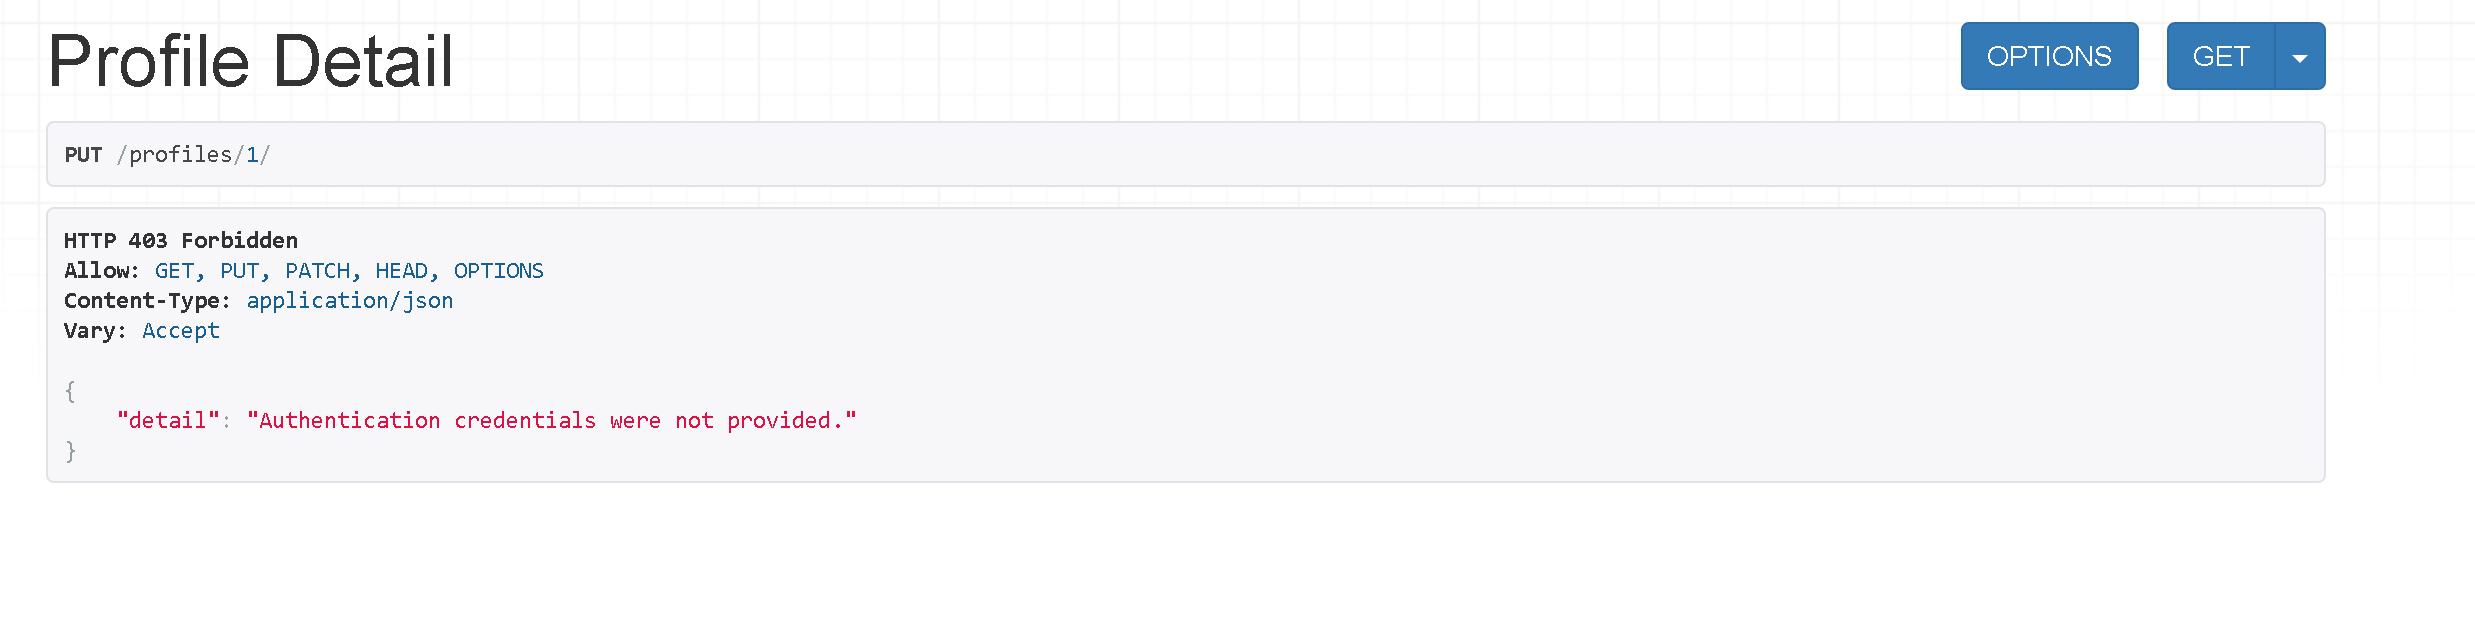 Profile Detail
OPTIONS
GET
PUT /profiles/1/
HTTP 403 Forbidden
Allow: GET, PUT, PATCH, HEAD, OPTIONS
Content-Type: application/json
Vary: Accept
{
    "detail": "Authentication credentials were not provided."
}